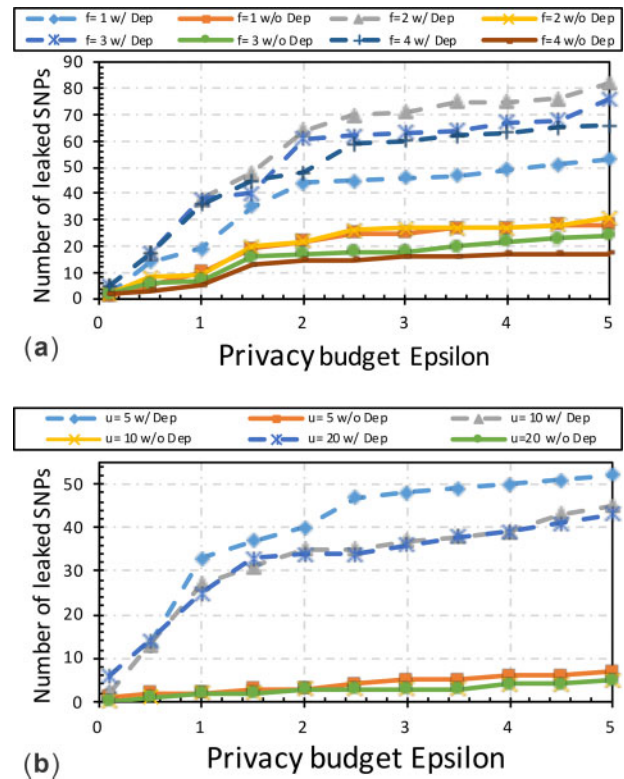 f= 1 w/ Dep f=1 w/o Dep f=2 w/ Dep f=2 w/o Dep
f= 3 w/ Dep f= 3 w/o Dep f= 4 w/ Dep f=4 w/o Dep
90
80
70
60
50
40
30
20
10
0
Number of leaked SNPs
0 1 2 3 4 5
(a) Privacy budget Epsilon
u= 5 w/ Dep u= 5 w/o Dep u= 10 w/ Dep
u= 10 w/o Dep u= 20 w/ Dep u=20 w/o Dep
50
40
30
20
10
0
Number of leaked SNPs
0 1 2 3 4 5
(b) Privacy budget Epsilon